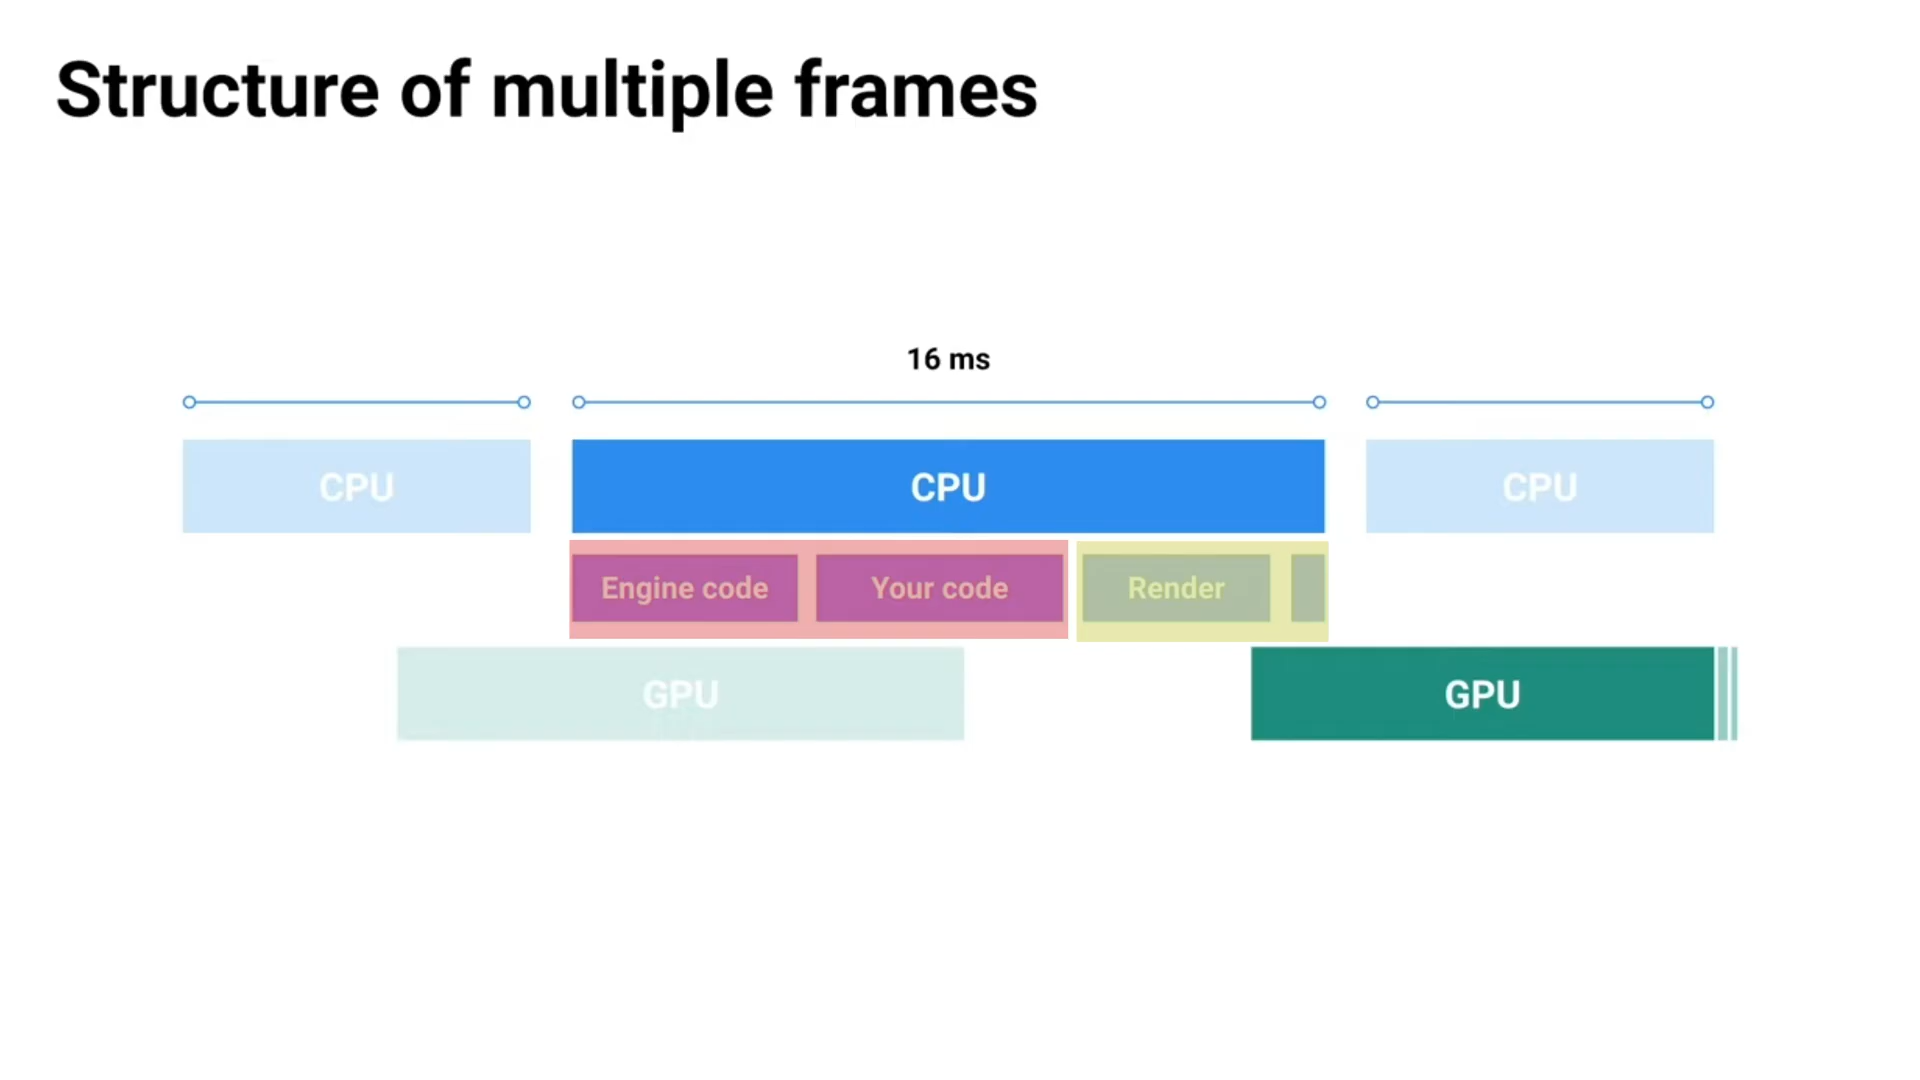 Structure of multiple frames
16 ms
CPU
CPU
CPU
Engine code
Your code
Render
GPU
GPU